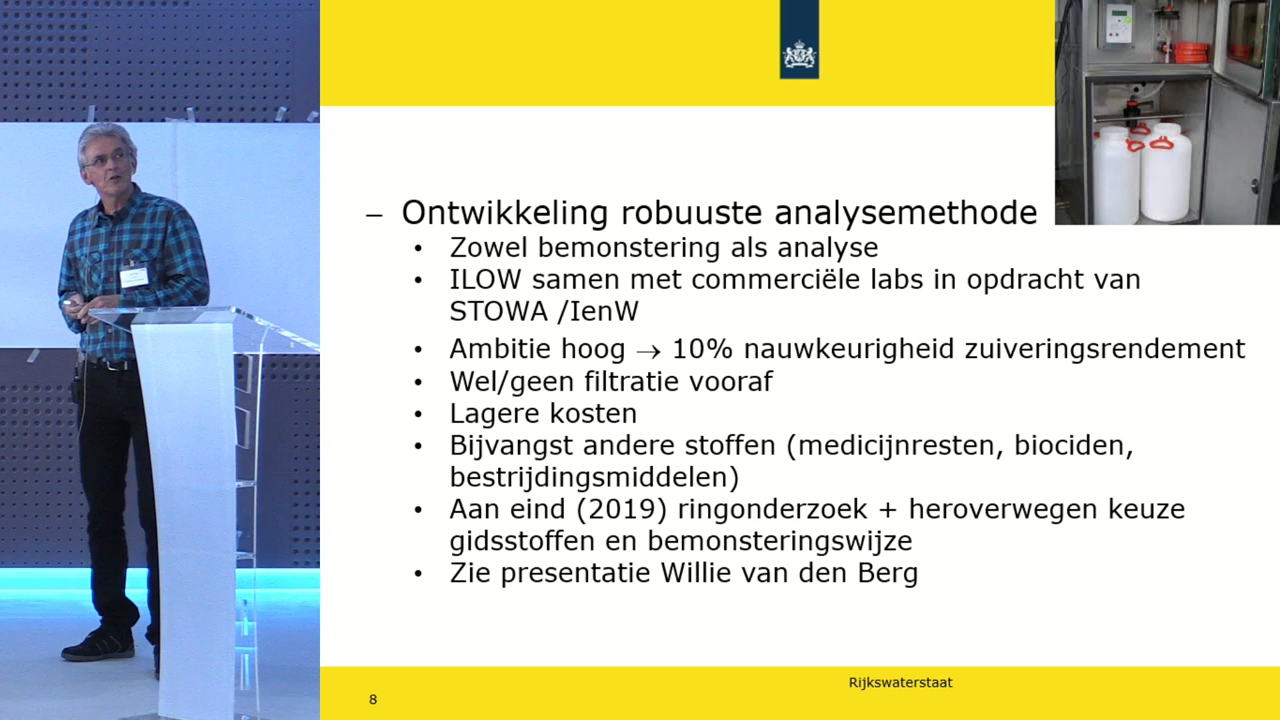 – Ontwikkeling robuuste analysemethode
• Zowel bemonstering als analyse
• ILOW samen met commerciële labs in opdracht van
STOWA /IenW
• Ambitie hoog → 10% nauwkeurigheid zuiveringsrendement
• Wel/geen filtratie vooraf
• Lagere kosten
• Bijvangst andere stoffen (medicijnresten, biociden,
bestrijdingsmiddelen)
• Aan eind (2019) ringonderzoek + heroverwegen keuze
gidsstoffen en bemonsteringswijze
• Zie presentatie Willie van den Berg
Rijkswaterstaat
8